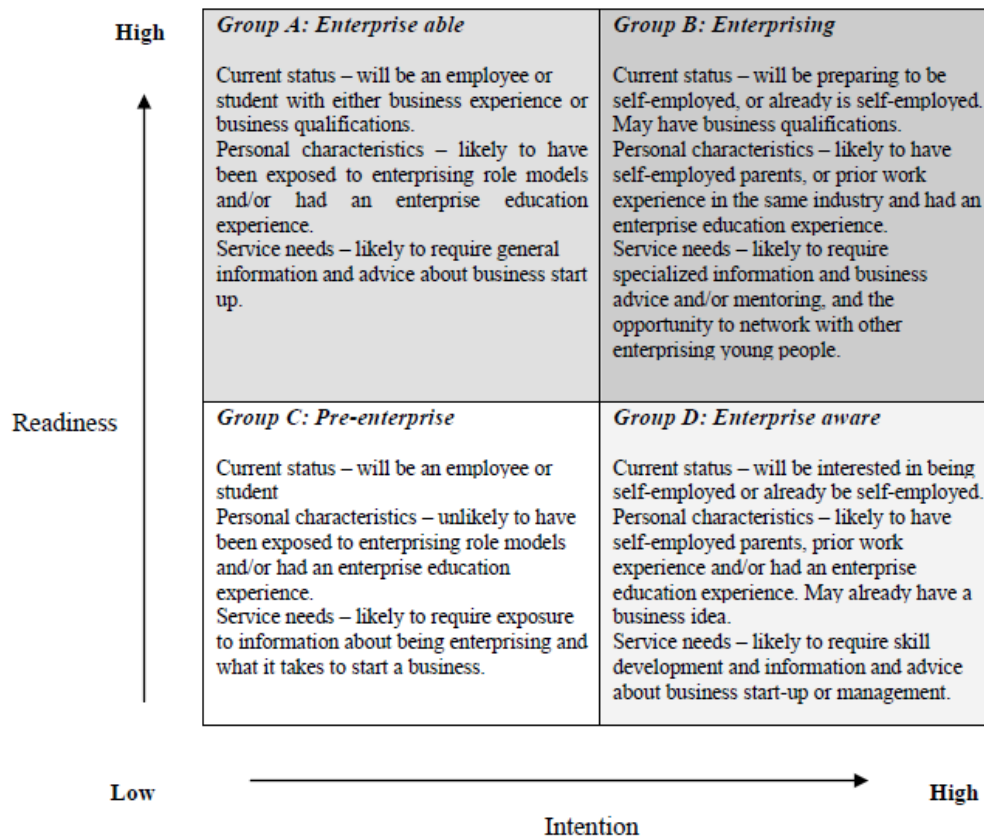 High
Group A: Enterprise able
Current status – will be an employee or
student with either business experience or
business qualifications.
Personal characteristics – likely to have
been exposed to enterprising role models
and/or had an enterprise education
experience.
Service needs – likely to require general
information and advice about business start
up.
Group B: Enterprising
Current status – will be preparing to be
self-employed, or already is self-employed.
May have business qualifications.
Personal characteristics – likely to have
self-employed parents, or prior work
experience in the same industry and had an
enterprise education experience.
Service needs – likely to require
specialized information and business
advice and/or mentoring, and the
opportunity to network with other
enterprising young people.
Readiness
Group C: Pre-enterprise
Current status – will be an employee or
student
Personal characteristics – unlikely to have
been exposed to enterprising role models
and/or had an enterprise education
experience.
Service needs – likely to require exposure
to information about being enterprising and
what it takes to start a business.
Group D: Enterprise aware
Current status – will be interested in being
self-employed or already be self-employed.
Personal characteristics – likely to have
self-employed parents, prior work
experience and/or had an enterprise
education experience. May already have a
business idea.
Service needs – likely to require skill
development and information and advice
about business start-up or management.
Low
High
Intention